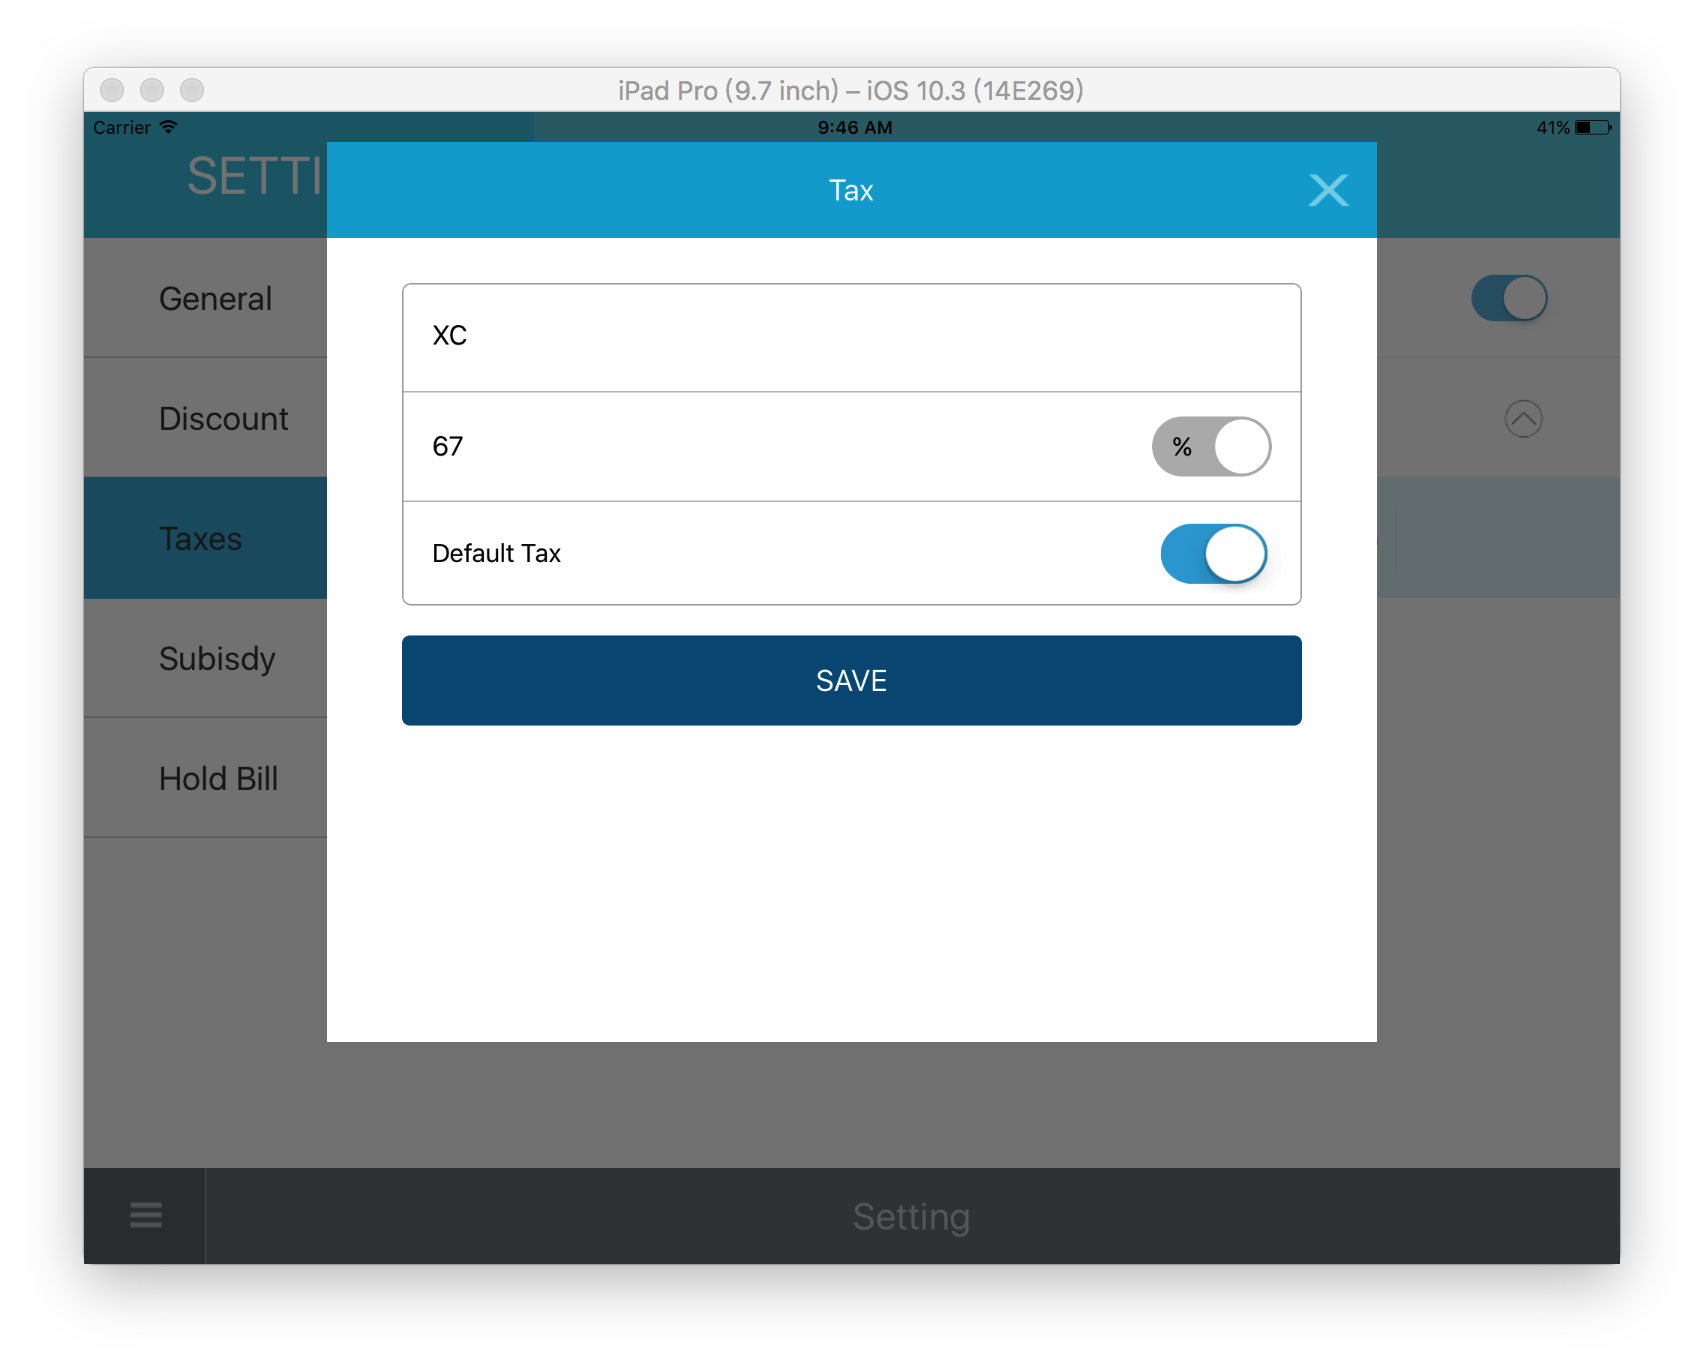 iPad Pro (9.7 inch) – iOS 10.3 (14E269)
Carrier 9:46 AM 41%
SETTI
Tax
General
XC
Discount
67 %
Taxes
Default Tax
Subisdy
SAVE
Hold Bill
Setting